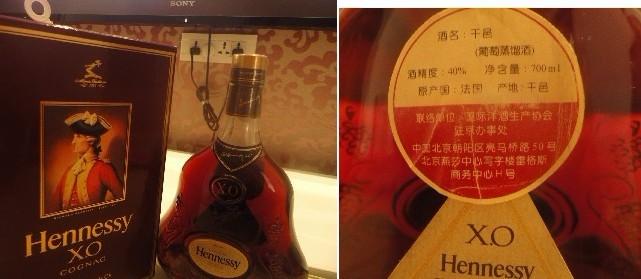 SONY
Hennessy
X.O
COGNAC
X.O
Hennessy
酒名：干邑
(葡萄蒸馏酒)
酒精度：40% 净含量：700ml
原产国：法国 产地：干邑
联络单位：国际洋酒生产协会
驻京办事处
中国北京朝阳区亮马桥路50号
北京燕莎中心写字楼雷格斯
商务中心H号
X.O
Hennessy